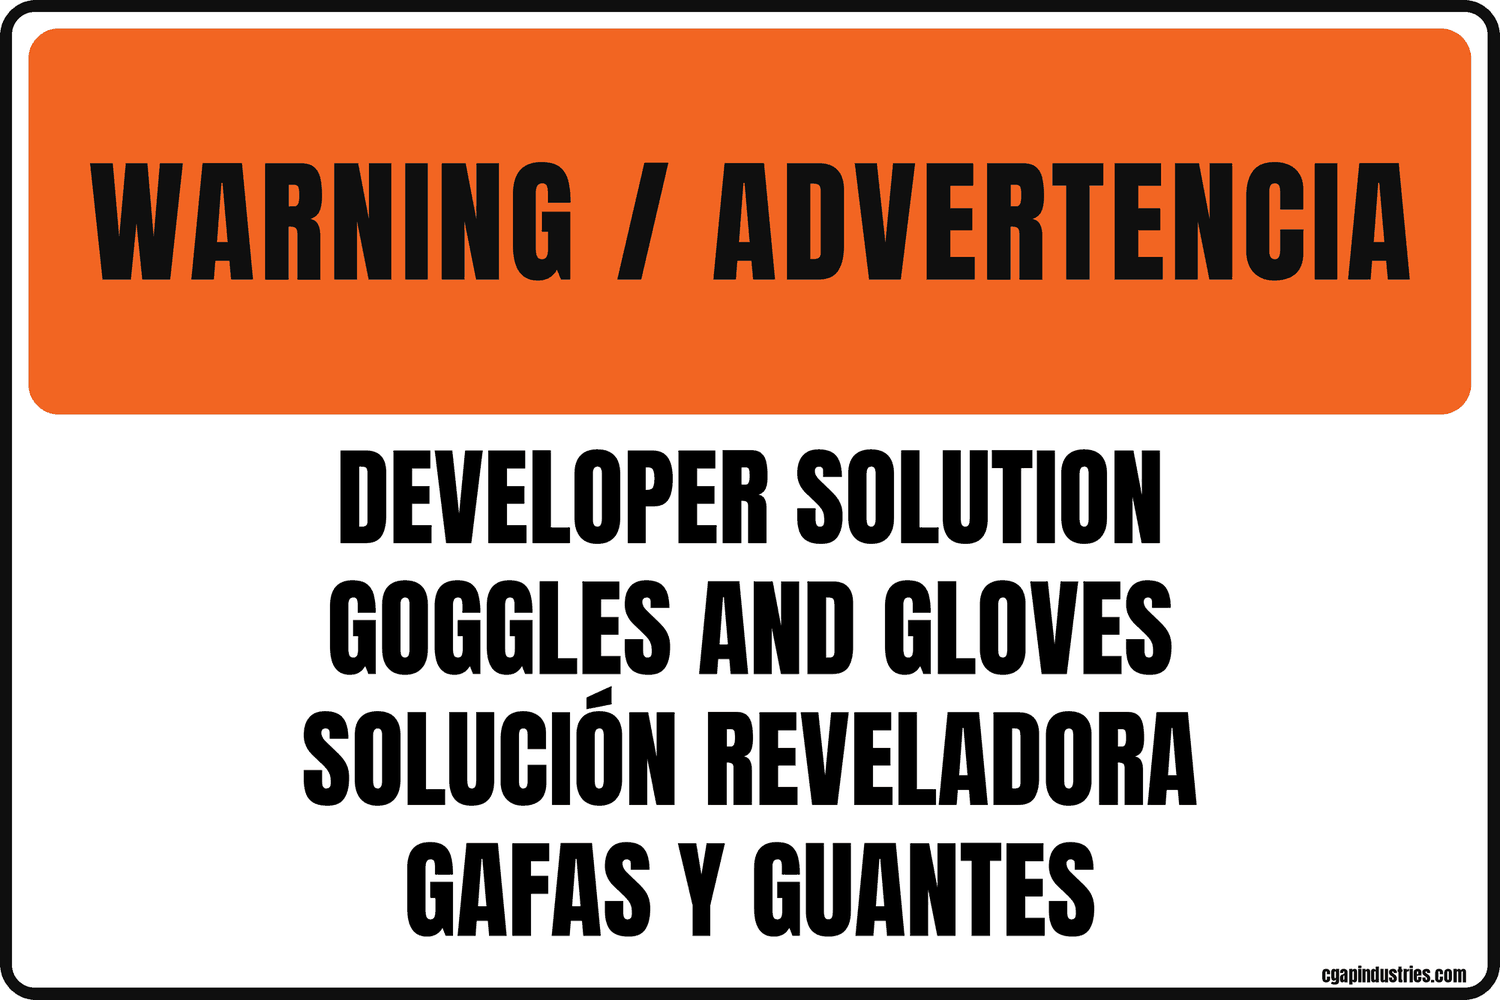 WARNING / ADVERTENCIA
DEVELOPER SOLUTION
GOGGLES AND GLOVES
SOLUCIÓN REVELADORA
GAFAS Y GUANTES
cgapindustries.com